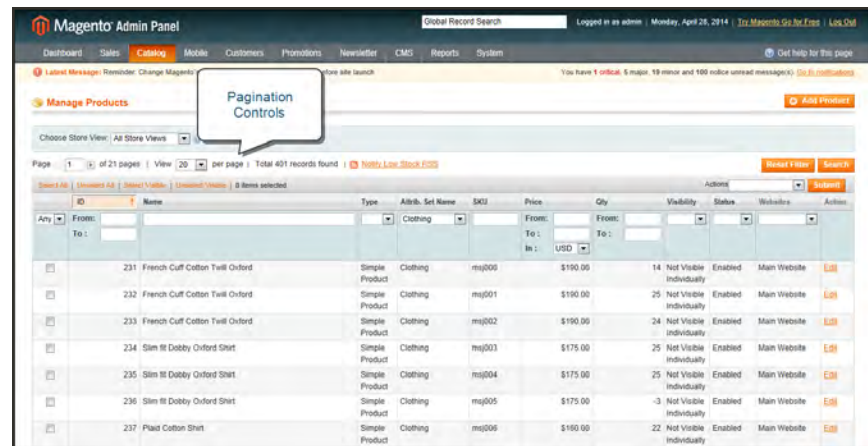 Magento Admin Panel
Global Record Search
Logged in as admin | Monday, April 28, 2014 | Try Magento Go for Free | Log Out
Dashboard Sales Catalog Mobile Customers Promotions Newsletter CMS Reports System
Get help for this page
Latest Message: Reminder: Change Magento
fore site launch
You have 1 critical, 5 major, 19 minor and 100 notice unread message(s). Go to notifications
Pagination
Controls
Manage Products
Add Product
Choose Store View: All Store Views
Page 1 of 21 pages | View 20 per page | Total 401 records found | Notify Low Stock RSS
Reset Filter Search
Select All | Unselect All | Select Visible | Unselect Visible | 0 items selected
Actions Submit
ID Name Type Attrib. Set Name SKU Price Qty Visibility Status Websites Action
Any From: Clothing From: From:
To : To : To :
In : USD
231 French Cuff Cotton Twill Oxford Simple Product Clothing msj000 $190.00 14 Not Visible Individually Enabled Main Website Edit
232 French Cuff Cotton Twill Oxford Simple Product Clothing msj001 $190.00 25 Not Visible Individually Enabled Main Website Edit
233 French Cuff Cotton Twill Oxford Simple Product Clothing msj002 $190.00 24 Not Visible Individually Enabled Main Website Edit
234 Slim fit Dobby Oxford Shirt Simple Product Clothing msj003 $175.00 25 Not Visible Individually Enabled Main Website Edit
235 Slim fit Dobby Oxford Shirt Simple Product Clothing msj004 $175.00 25 Not Visible Individually Enabled Main Website Edit
236 Slim fit Dobby Oxford Shirt Simple Product Clothing msj005 $175.00 -3 Not Visible Individually Enabled Main Website Edit
237 Plaid Cotton Shirt Simple Product Clothing msj006 $160.00 22 Not Visible Individually Enabled Main Website Edit